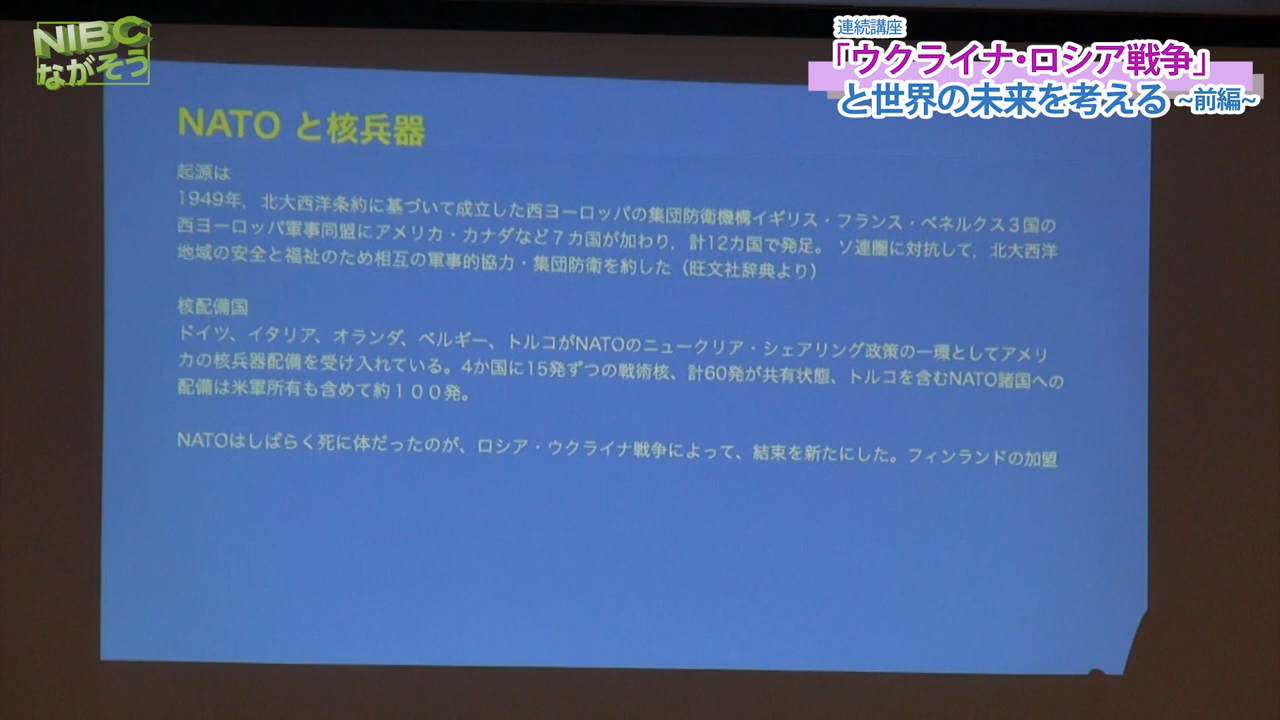 NIBC
ながそう
連続講座
「ウクライナ・ロシア戦争」
と世界の未来を考える ~前編~
NATO と核兵器
起源は
1949年，北大西洋条約に基づいて成立した西ヨーロッパの集団防衛機構イギリス・フランス・ベネルクス３国の
西ヨーロッパ軍事同盟にアメリカ・カナダなど７カ国が加わり，計12カ国で発足。 ソ連圏に対抗して，北大西洋
地域の安全と福祉のため相互の軍事的協力・集団防衛を約した（旺文社辞典より）
核配備国
ドイツ、イタリア、オランダ、ベルギー、トルコがNATOのニュークリア・シェアリング政策の一環としてアメリ
カの核兵器配備を受け入れている。4か国に15発ずつの戦術核、計60発が共有状態、トルコを含むNATO諸国への
配備は米軍所有も含めて約１００発。
NATOはしばらく死に体だったのが、ロシア・ウクライナ戦争によって、結束を新たにした。フィンランドの加盟